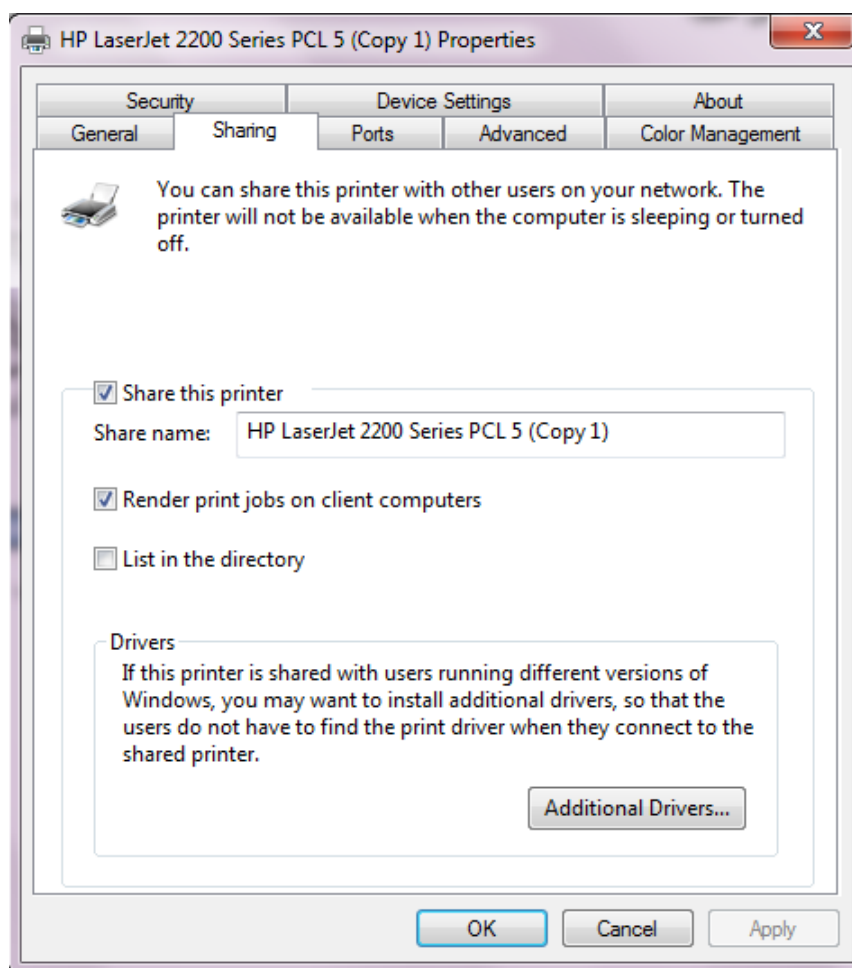 HP LaserJet 2200 Series PCL 5 (Copy 1) Properties
Security Device Settings About
General Sharing Ports Advanced Color Management
You can share this printer with other users on your network. The
printer will not be available when the computer is sleeping or turned
off.
Share this printer
Share name: HP LaserJet 2200 Series PCL 5 (Copy 1)
Render print jobs on client computers
List in the directory
Drivers
If this printer is shared with users running different versions of
Windows, you may want to install additional drivers, so that the
users do not have to find the print driver when they connect to the
shared printer.
Additional Drivers...
OK Cancel Apply